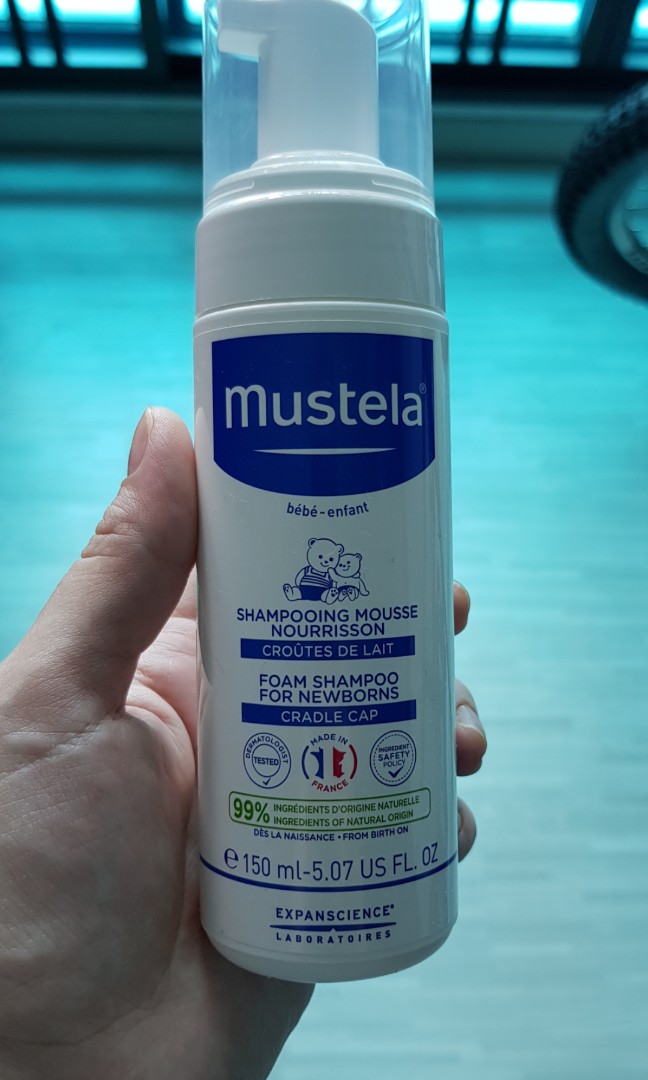 mustela®
bébé-enfant
SHAMPOOING MOUSSE
NOURRISSON
CROÛTES DE LAIT
FOAM SHAMPOO
FOR NEWBORNS
CRADLE CAP
DERMATOLOGIST
TESTED
MADE IN
FRANCE
INGREDIENT
SAFETY
POLICY
99% INGRÉDIENTS D'ORIGINE NATURELLE
INGREDIENTS OF NATURAL ORIGIN
DÈS LA NAISSANCE • FROM BIRTH ON
e 150 ml-5.07 US FL. OZ
EXPANSCIENCE®
LABORATOIRES